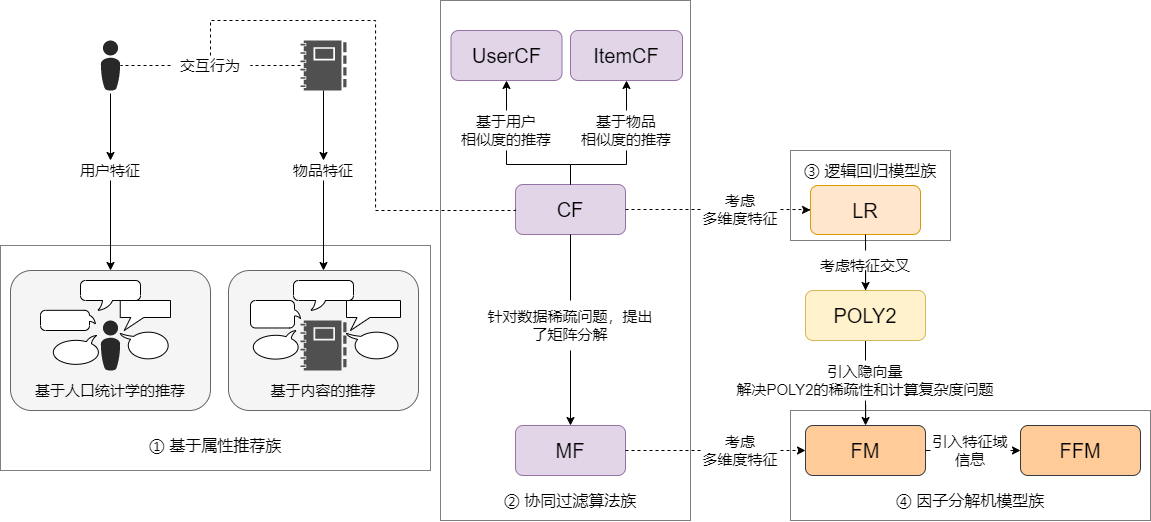 交互行为
用户特征
物品特征
基于人口统计学的推荐
基于内容的推荐
① 基于属性推荐族
UserCF
ItemCF
基于用户
相似度的推荐
基于物品
相似度的推荐
CF
针对数据稀疏问题，提出
了矩阵分解
MF
② 协同过滤算法族
考虑
多维度特征
③ 逻辑回归模型族
LR
考虑特征交叉
POLY2
引入隐向量
解决POLY2的稀疏性和计算复杂度问题
考虑
多维度特征
FM
引入特征域
信息
FFM
④ 因子分解机模型族